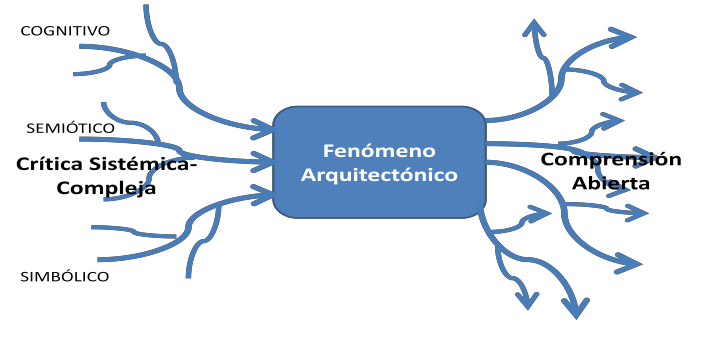 COGNITIVO
SEMIÓTICO
Crítica Sistémica-
Compleja
SIMBÓLICO
Fenómeno
Arquitectónico
Comprensión
Abierta